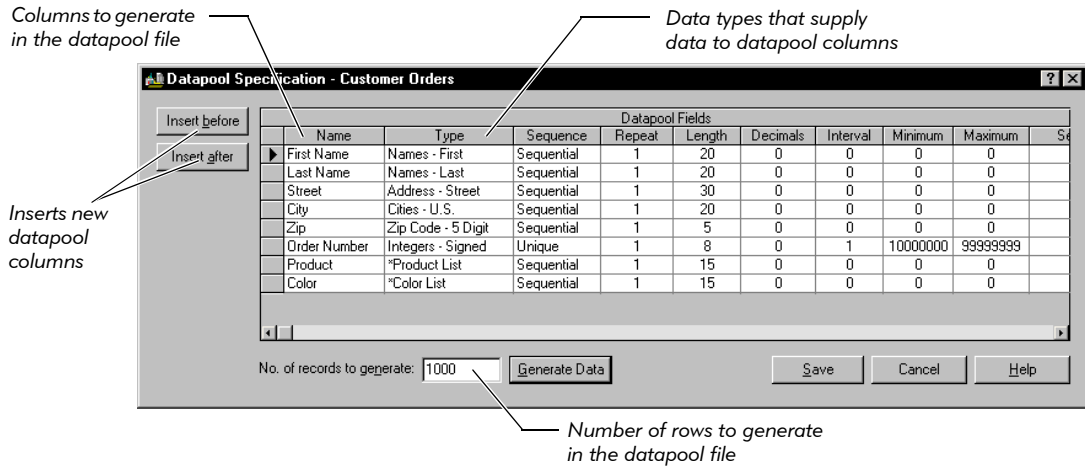 Columns to generate
in the datapool file
Data types that supply
data to datapool columns
Datapool Specification - Customer Orders
Insert before
Insert after
Inserts new
datapool
columns
Datapool Fields
Name Type Sequence Repeat Length Decimals Interval Minimum Maximum Se
First Name Names - First Sequential 1 20 0 0 0 0
Last Name Names - Last Sequential 1 20 0 0 0 0
Street Address - Street Sequential 1 30 0 0 0 0
City Cities - U.S. Sequential 1 20 0 0 0 0
Zip Zip Code - 5 Digit Sequential 1 5 0 0 0 0
Order Number Integers - Signed Unique 1 8 0 1 10000000 99999999
Product *Product List Sequential 1 15 0 0 0 0
Color *Color List Sequential 1 15 0 0 0 0
No. of records to generate: 1000 Generate Data Save Cancel Help
Number of rows to generate
in the datapool file